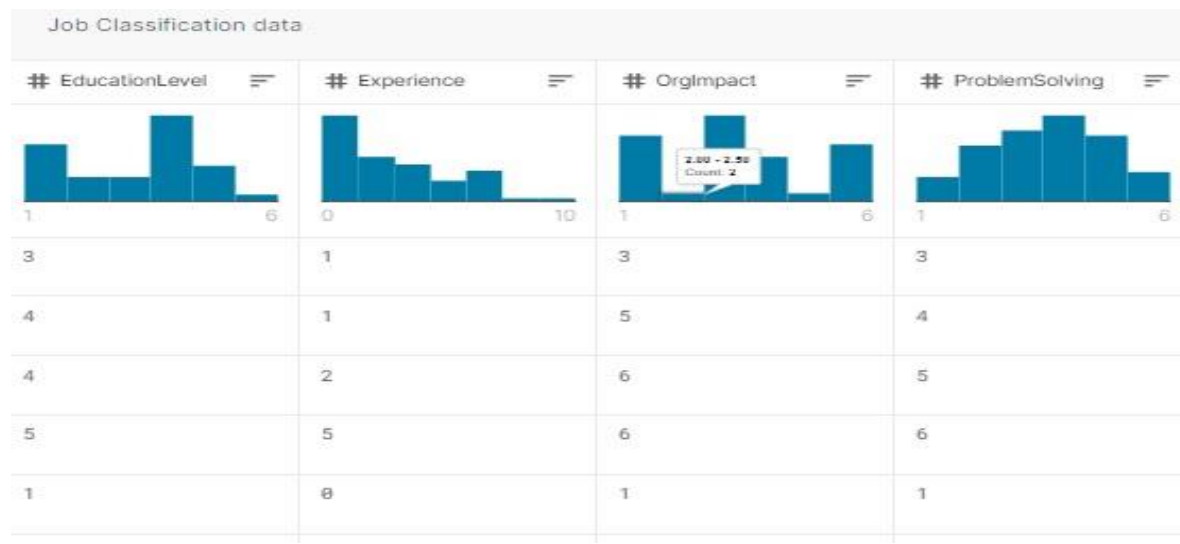 Job Classification data
# EducationLevel # Experience # OrgImpact # ProblemSolving
2.00 - 2.50
Count: 2
1 6 0 10 1 6 1 6
3 1 3 3
4 1 5 4
4 2 6 5
5 5 6 6
1 0 1 1